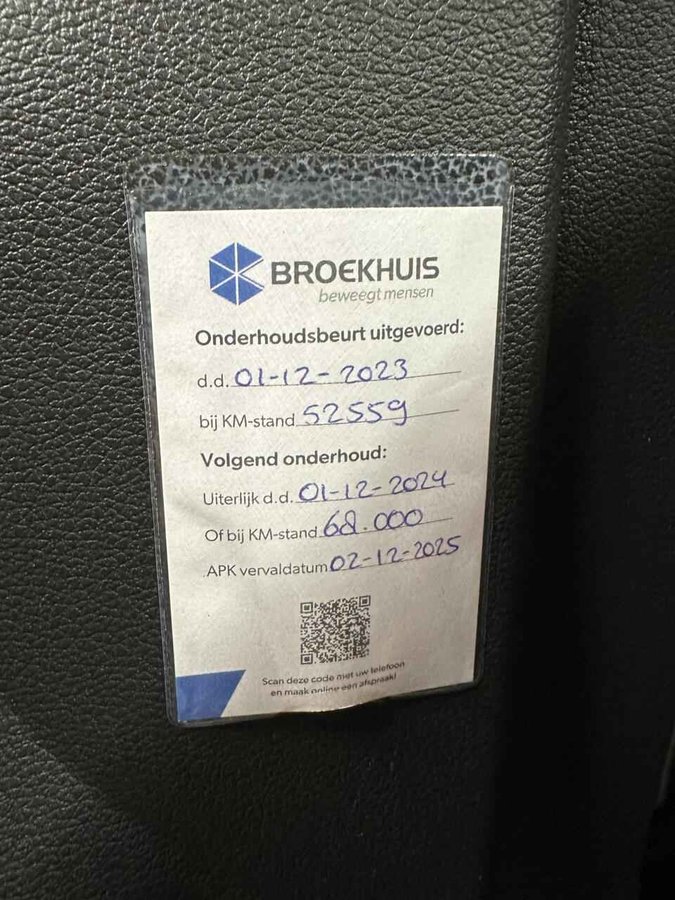 BROEKHUIS
beweegt mensen
Onderhoudsbeurt uitgevoerd:
d.d. 01-12-2023
bij KM-stand 52559
Volgend onderhoud:
Uiterlijk d.d. 01-12-2024
Of bij KM-stand 68.000
APK vervaldatum 02-12-2025
Scan deze code met uw telefoon
en maak online een afspraak!